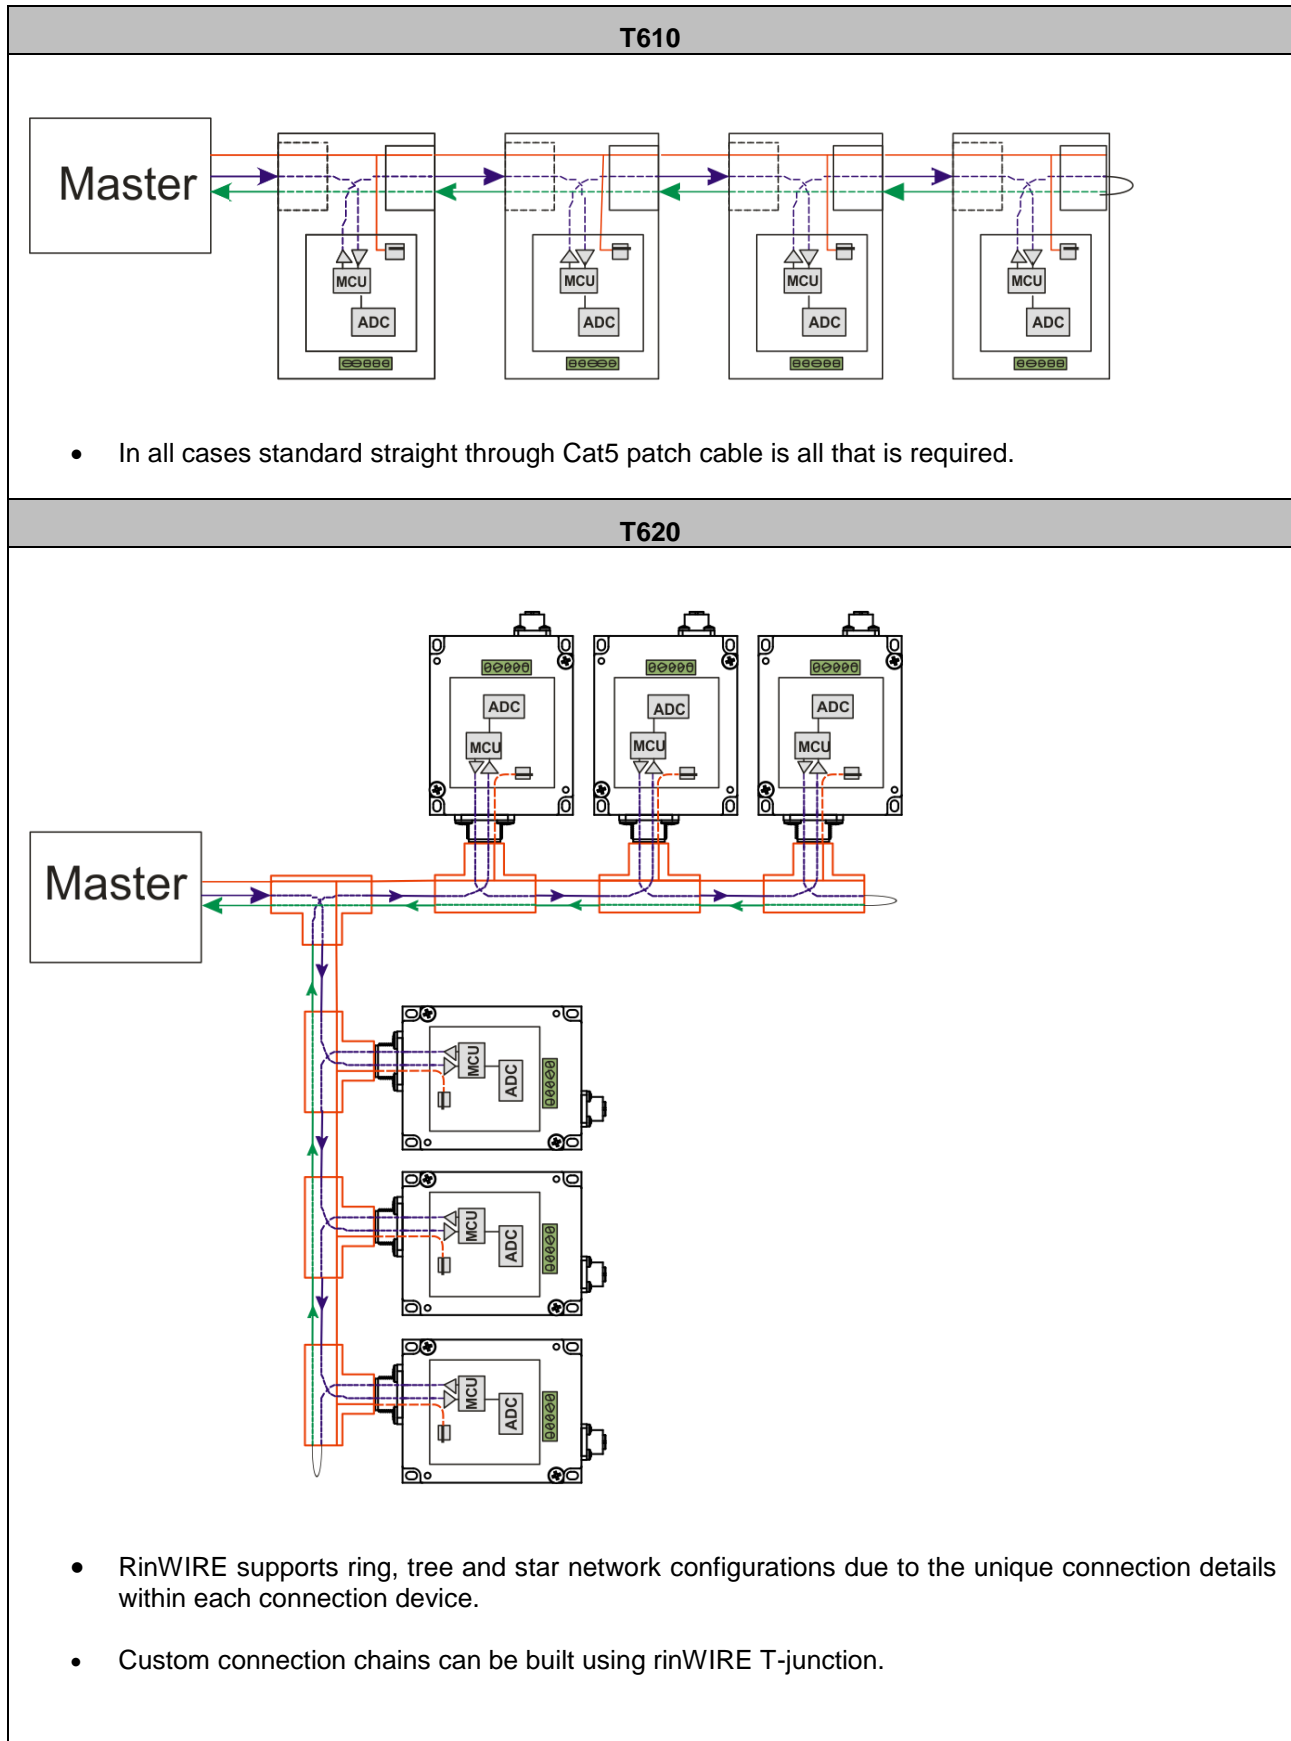 T610
Master
MCU
MCU
MCU
MCU
ADC
ADC
ADC
ADC
• In all cases standard straight through Cat5 patch cable is all that is required.
T620
ADC
ADC
ADC
MCU
MCU
MCU
Master
MCU
ADC
MCU
ADC
MCU
ADC
• RinWIRE supports ring, tree and star network configurations due to the unique connection details
within each connection device.
• Custom connection chains can be built using rinWIRE T-junction.